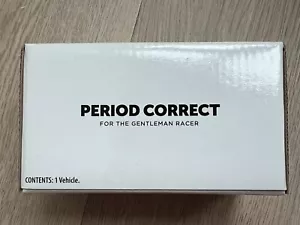 PERIOD CORRECT
FOR THE GENTLEMAN RACER
CONTENTS: 1 Vehicle.